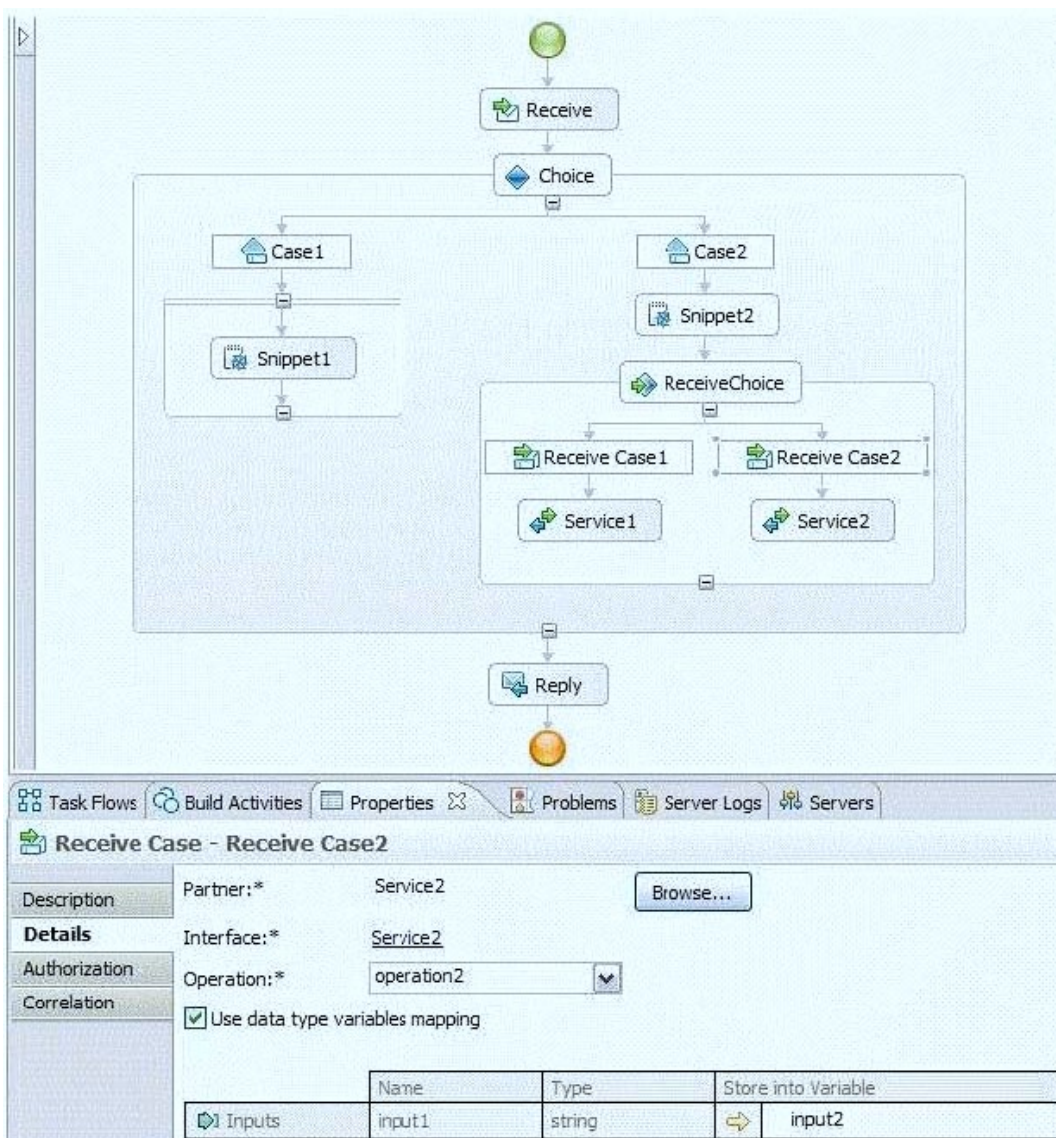 Receive
Choice
Case1
Case2
Snippet2
Snippet1
ReceiveChoice
Receive Case1
Receive Case2
Service1
Service2
Reply
Task Flows
Build Activities
Properties
Problems
Server Logs
Servers
Receive Case - Receive Case2
Description
Details
Authorization
Correlation
Partner:* Service2 Browse...
Interface:* Service2
Operation:* operation2
Use data type variables mapping
Name Type Store into Variable
Inputs input1 string input2